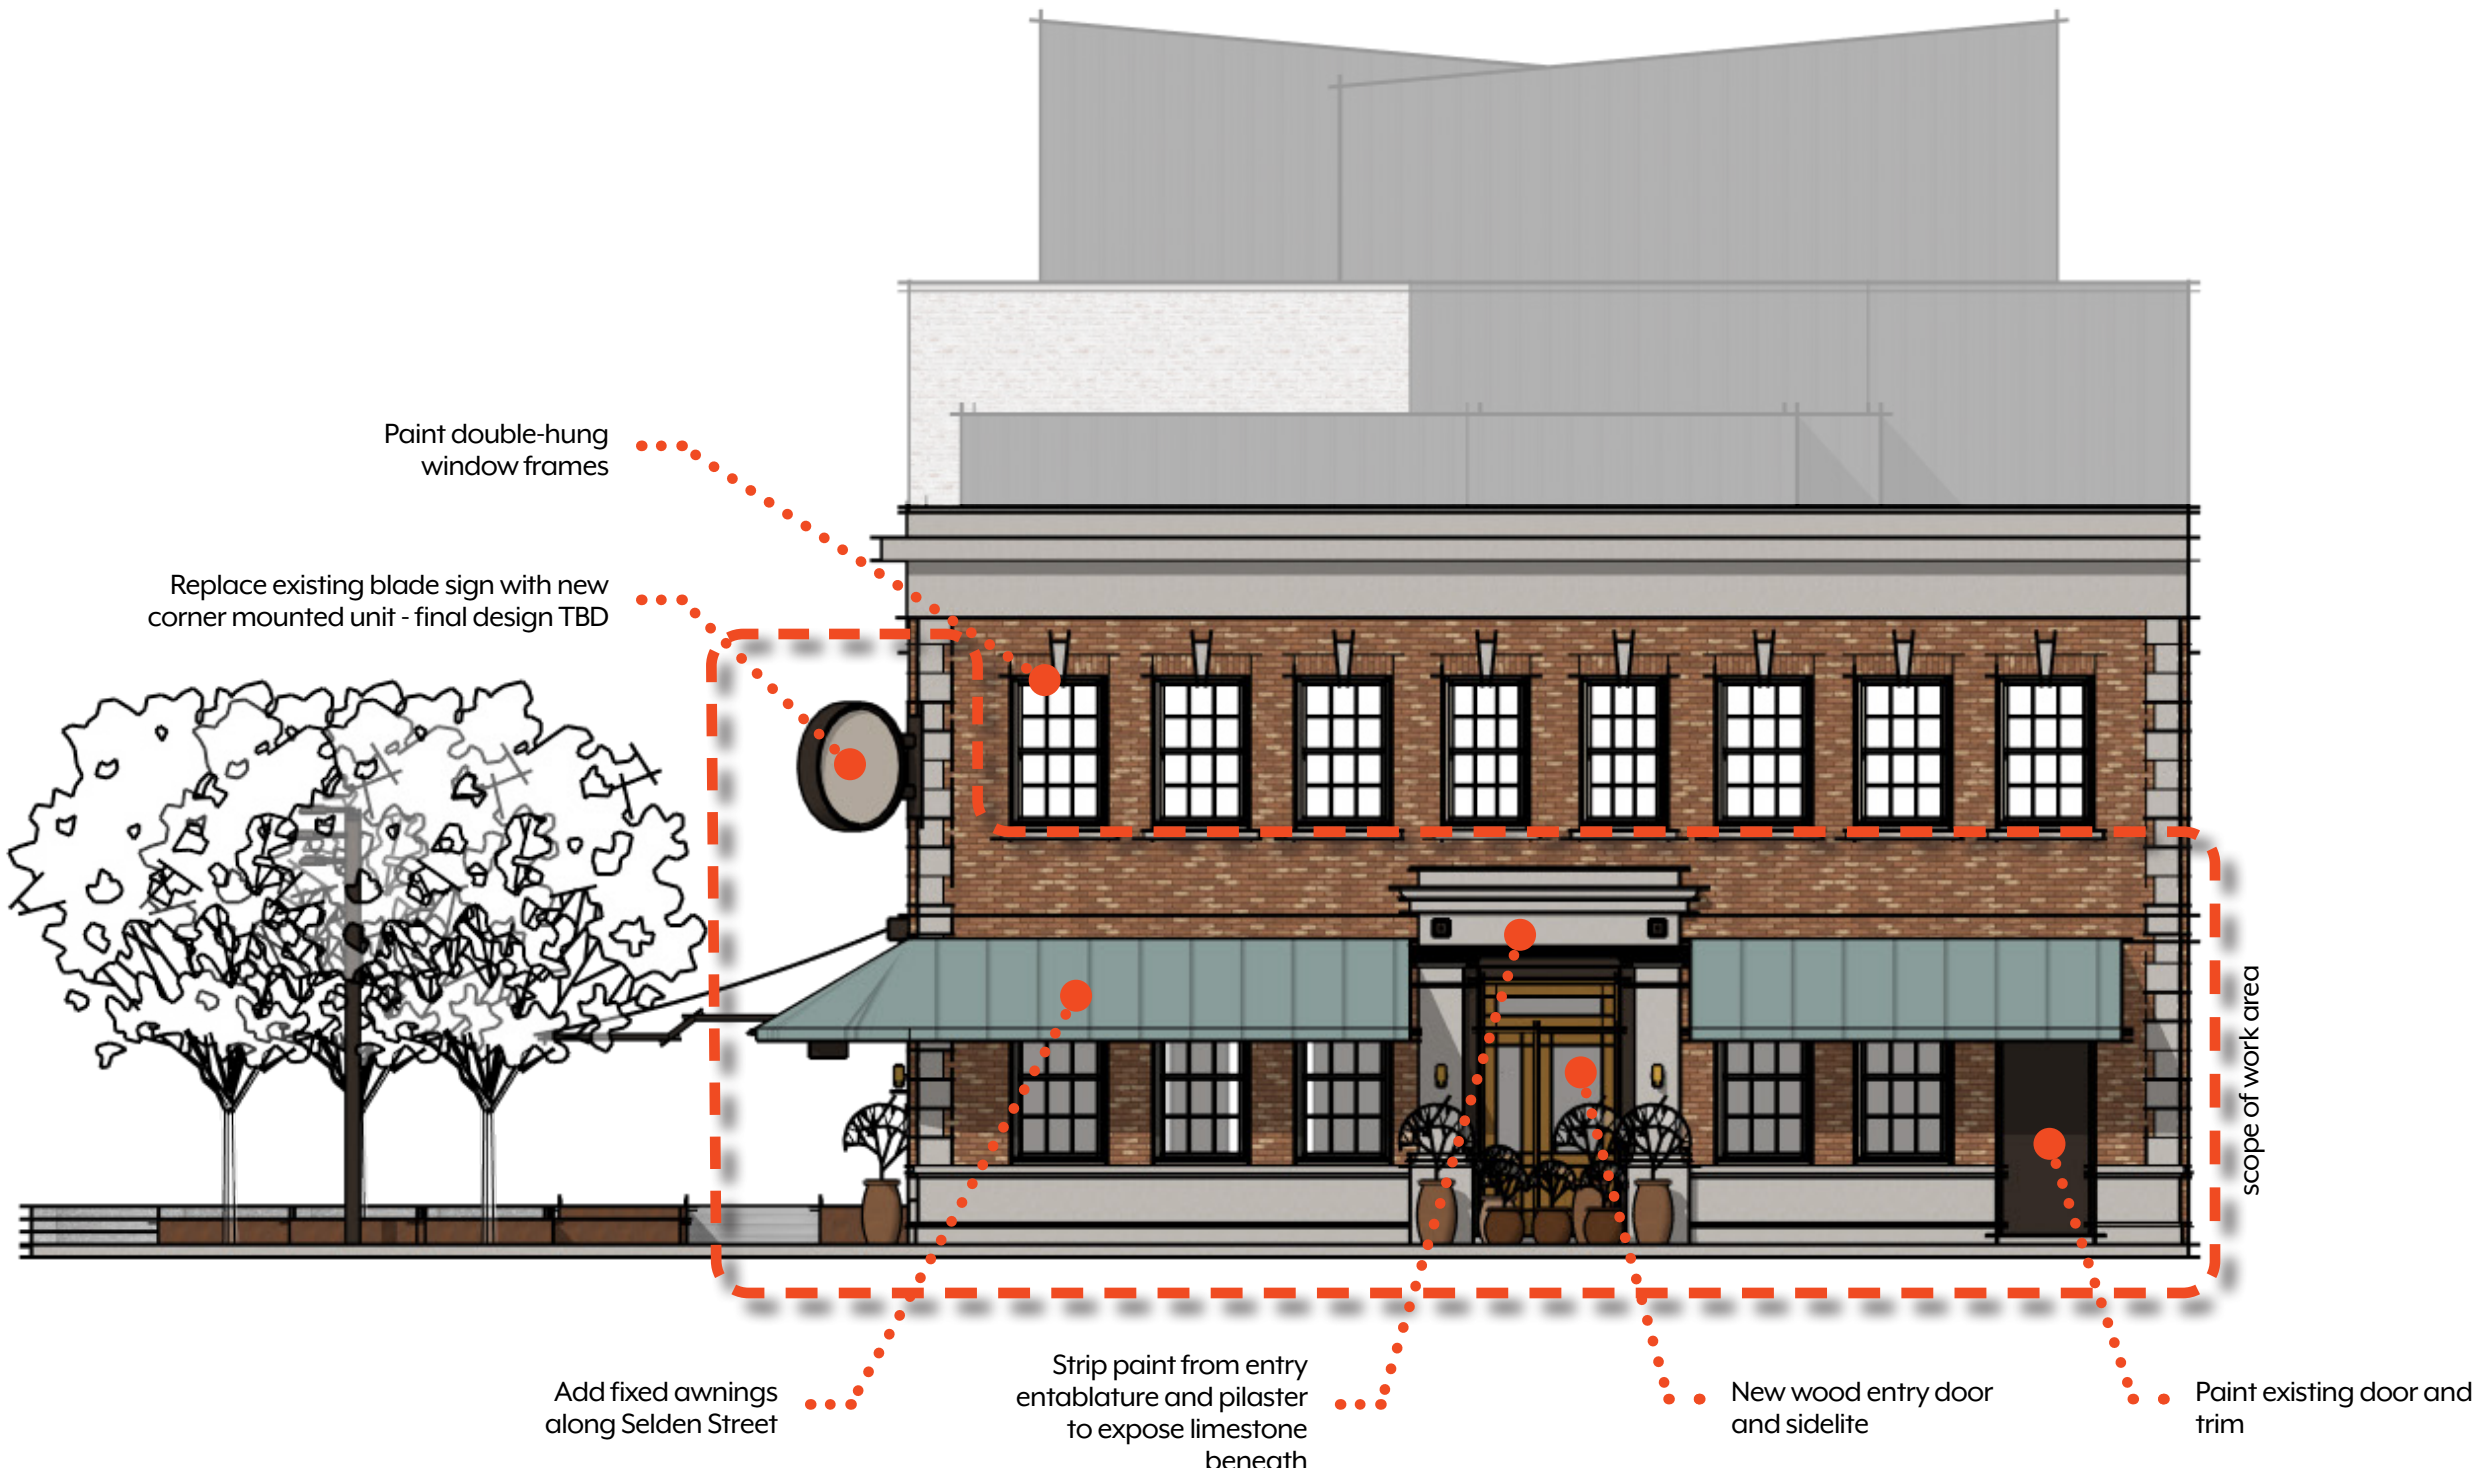 Paint double-hung
window frames
Replace existing blade sign with new
corner mounted unit - final design TBD
scope of work area
Add fixed awnings
along Selden Street
Strip paint from entry
entablature and pilaster
to expose limestone
beneath
New wood entry door
and sidelite
Paint existing door and
trim